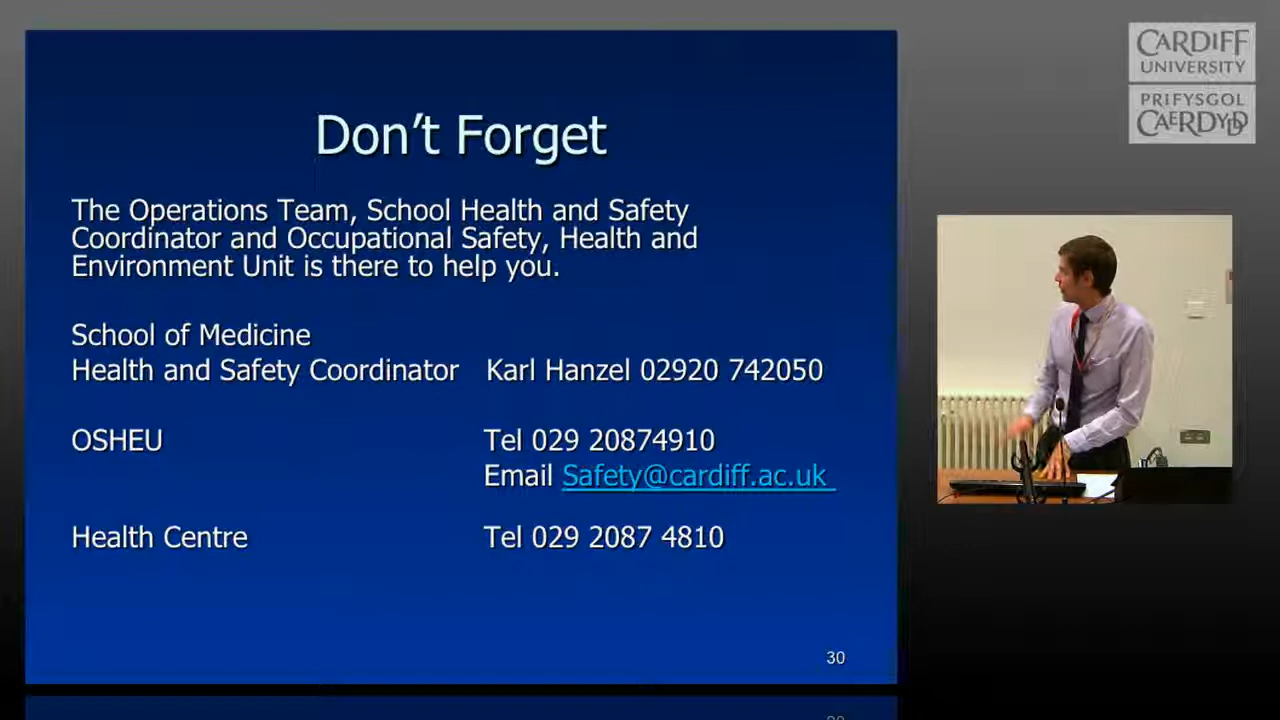 CARDIFF
UNIVERSITY
PRIFYSGOL
CAERDYDD
Don't Forget
The Operations Team, School Health and Safety
Coordinator and Occupational Safety, Health and
Environment Unit is there to help you.
School of Medicine
Health and Safety Coordinator Karl Hanzel 02920 742050
OSHEU Tel 029 20874910
Email Safety@cardiff.ac.uk
Health Centre Tel 029 2087 4810
30